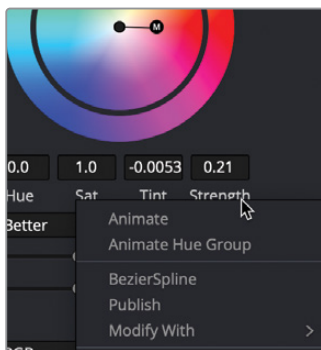 M
0.0 1.0 -0.0053 0.21
Hue Sat Tint Strength
Better
Animate
Animate Hue Group
BezierSpline
Publish
Modify With >